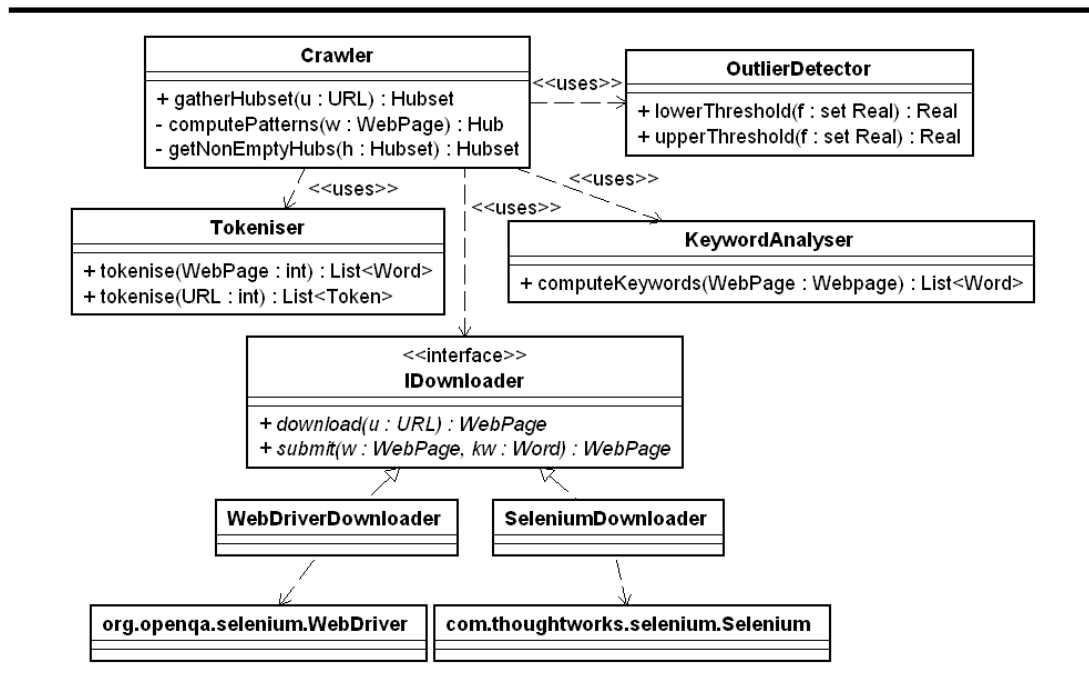 Crawler
+ gatherHubset(u : URL) : Hubset
- computePatterns(w : WebPage) : Hub
- getNonEmptyHubs(h : Hubset) : Hubset
<<uses>>
OutlierDetector
+ lowerThreshold(f : set Real) : Real
+ upperThreshold(f : set Real) : Real
<<uses>>
<<uses>>
<<uses>>
Tokeniser
+ tokenise(WebPage : int) : List<Word>
+ tokenise(URL : int) : List<Token>
KeywordAnalyser
+ computeKeywords(WebPage : Webpage) : List<Word>
<<interface>>
IDownloader
+ download(u : URL) : WebPage
+ submit(w : WebPage, kw : Word) : WebPage
WebDriverDownloader
SeleniumDownloader
org.openqa.selenium.WebDriver
com.thoughtworks.selenium.Selenium